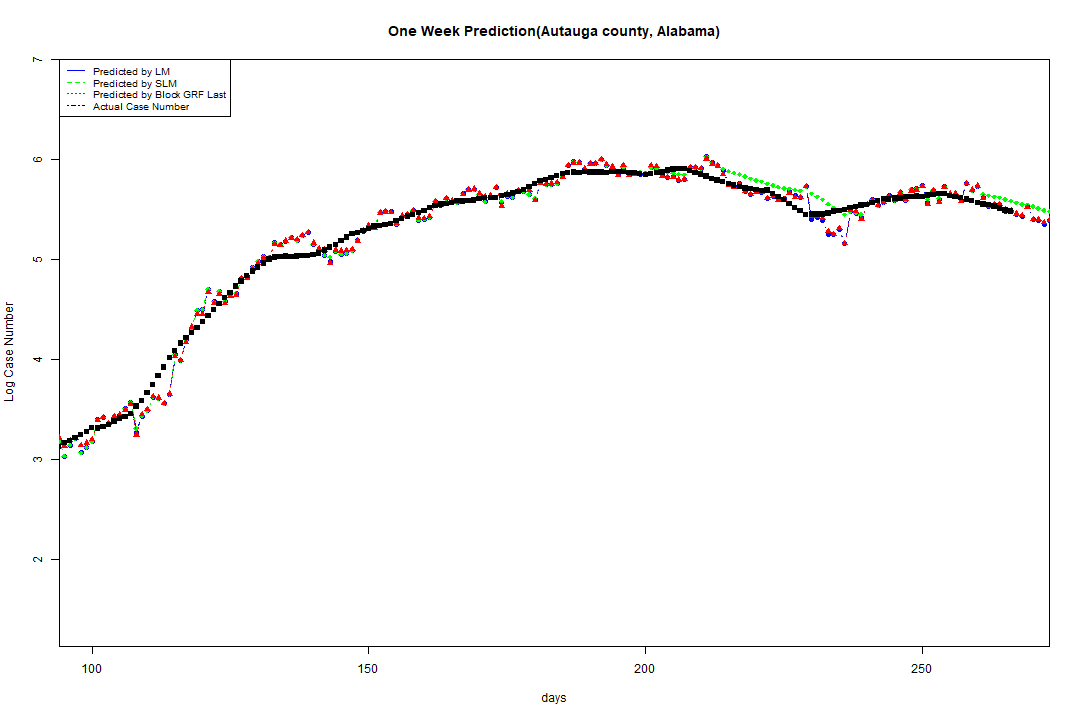 One Week Prediction(Autauga county, Alabama)
Predicted by LM
Predicted by SLM
Predicted by Block GRF Last
Actual Case Number
7
6
5
4
3
2
Log Case Number
100 150 200 250
days